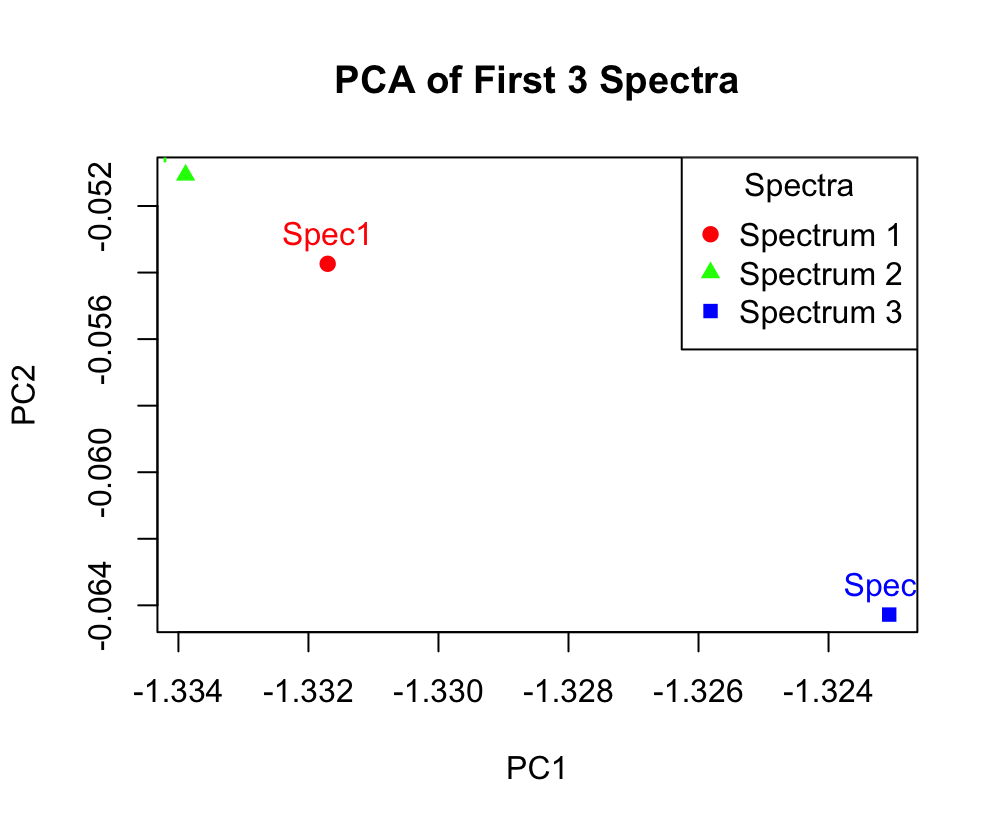 PCA of First 3 Spectra
Spectra
Spectrum 1
Spectrum 2
Spectrum 3
Spec1
Spec
PC2
-0.052
-0.056
-0.060
-0.064
-1.334 -1.332 -1.330 -1.328 -1.326 -1.324
PC1